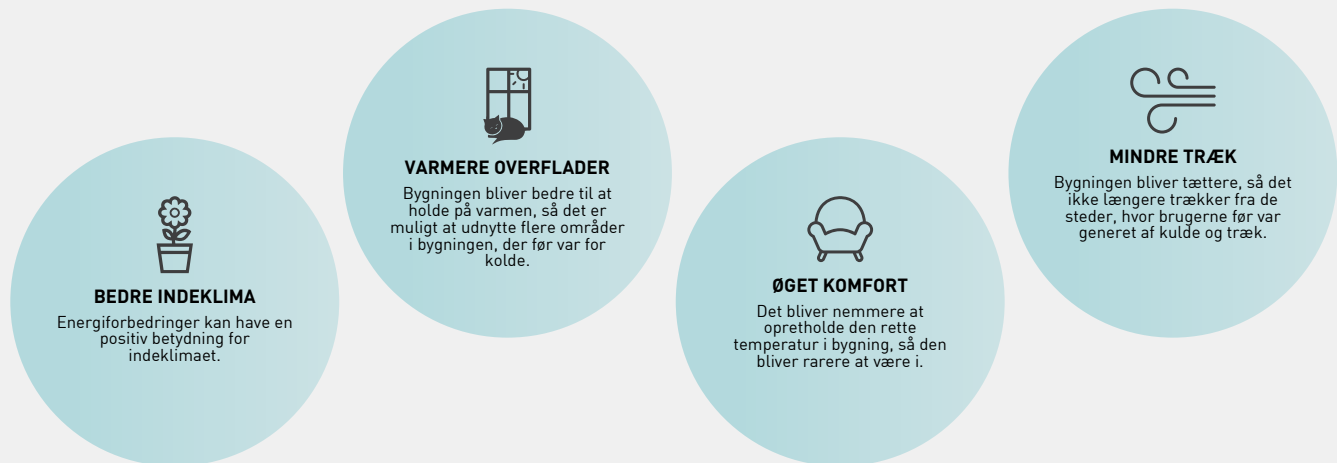 BEDRE INDEKLIMA
Energiforbedringer kan have en
positiv betydning for
indeklimaet.
VARMERE OVERFLADER
Bygningen bliver bedre til at
holde på varmen, så det er
muligt at udnytte flere områder
i bygningen, der før var for
kolde.
ØGET KOMFORT
Det bliver nemmere at
opretholde den rette
temperatur i bygning, så den
bliver rarere at være i.
MINDRE TRÆK
Bygningen bliver tættere, så det
ikke længere trækker fra de
steder, hvor brugerne før var
generet af kulde og træk.